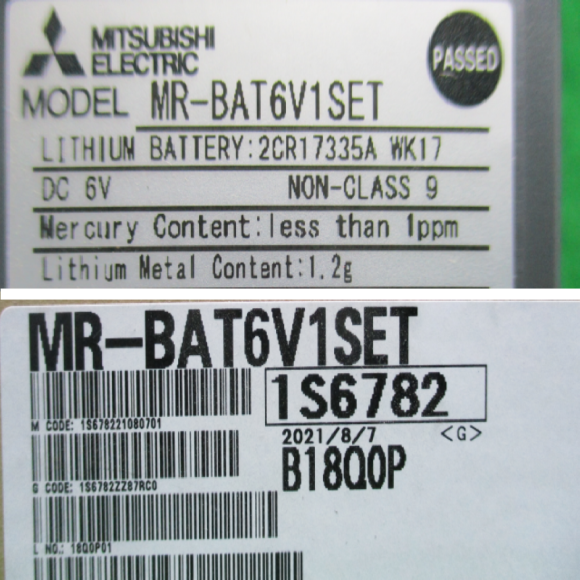 MITSUBISHI
ELECTRIC
PASSED
MODEL MR-BAT6V1SET
LITHIUM BATTERY:2CR17335A WK17
DC 6V NON-CLASS 9
Mercury Content:less than 1ppm
Lithium Metal Content:1.2g
MR-BAT6V1SET
1S6782
M CODE: 1S678221080701
2021/8/7 <G>
B18Q0P
G CODE: 1S6782ZZ87RC0
L NO.: 18Q0P01